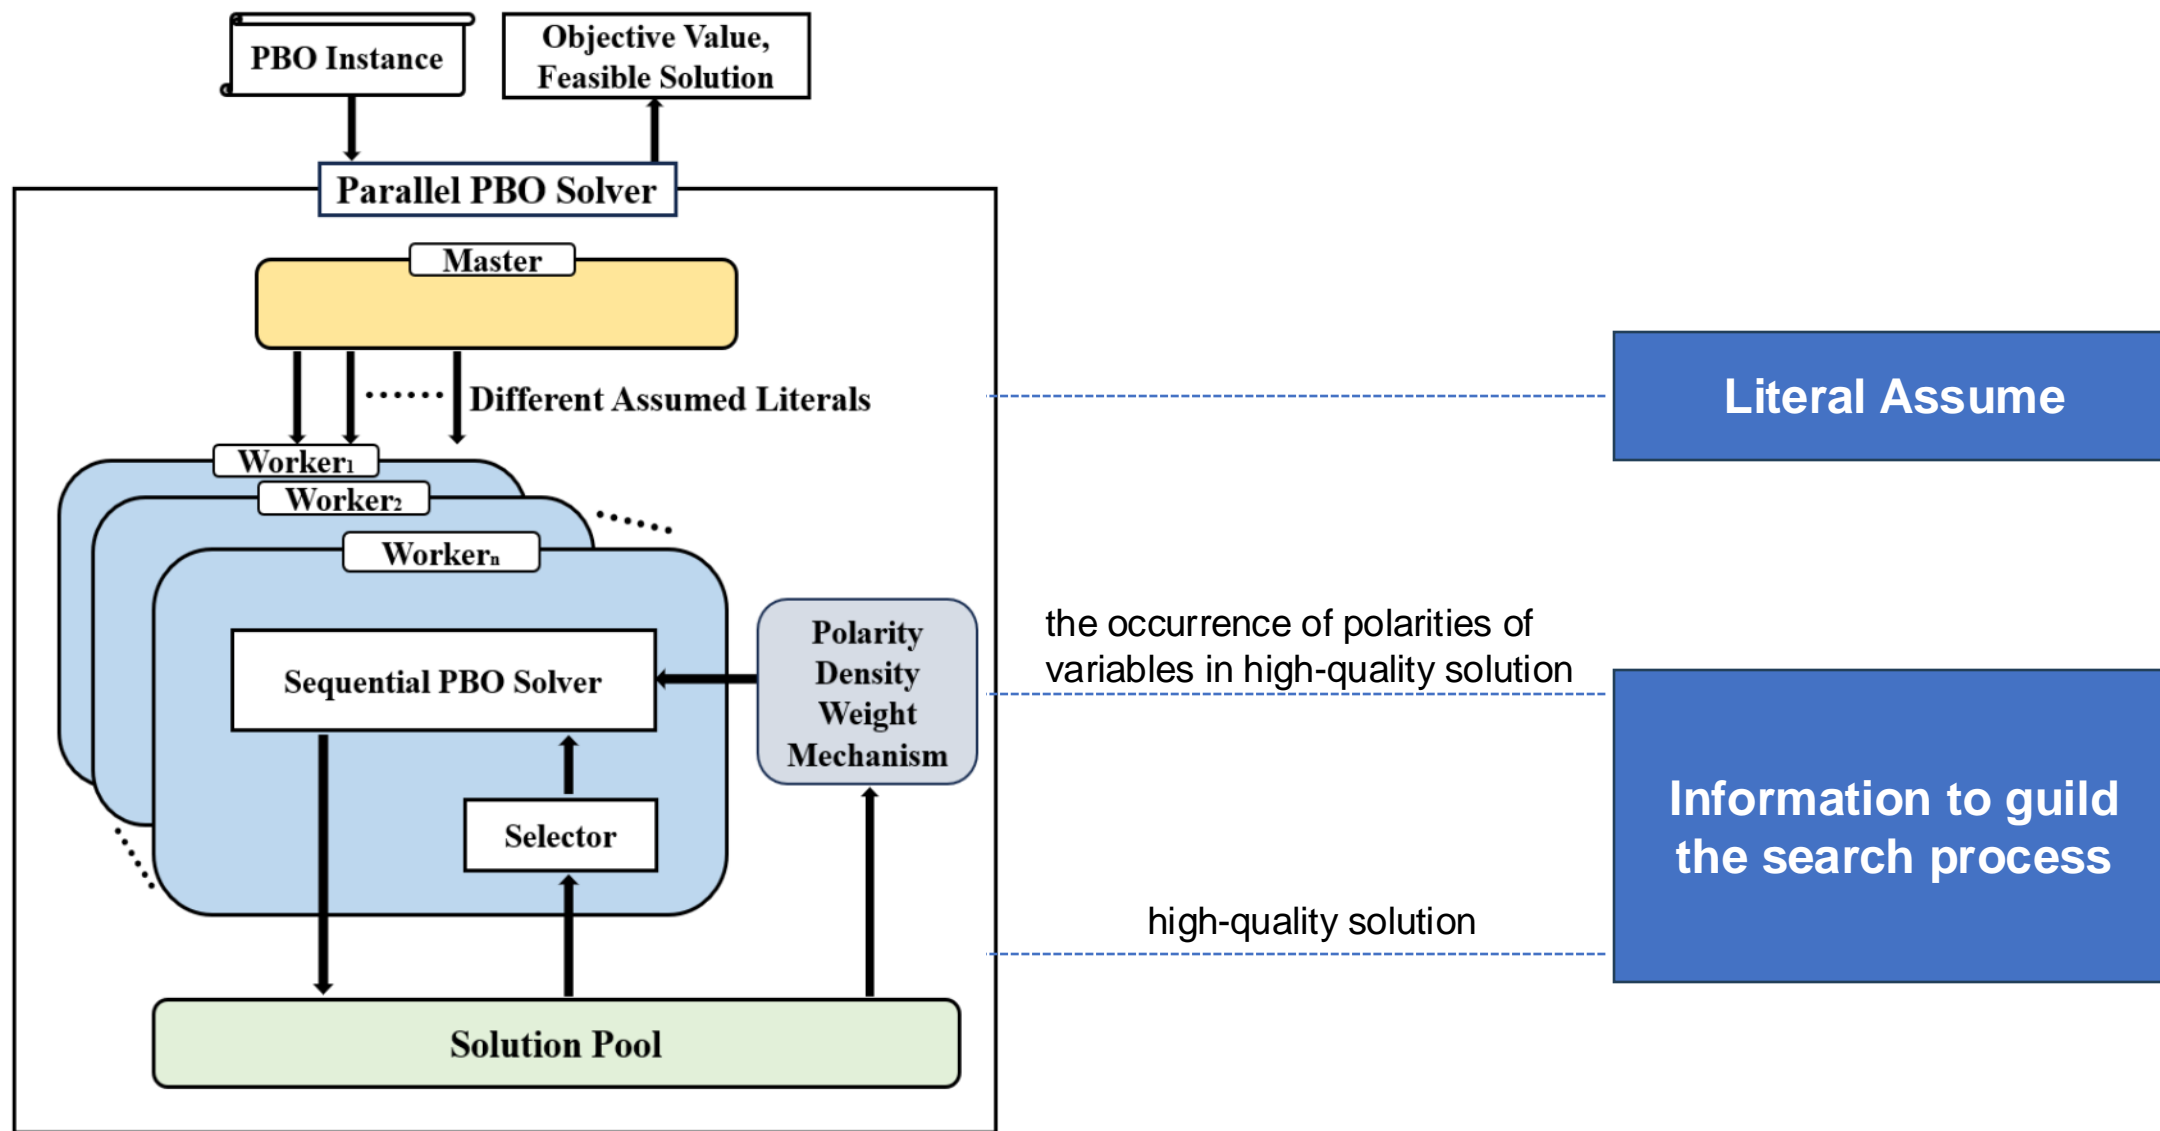 PBO Instance
Objective Value,
Feasible Solution
Parallel PBO Solver
Master
...... Different Assumed Literals
Literal Assume
Worker₁
Worker₂
Workerₙ
Sequential PBO Solver
Polarity
Density
Weight
Mechanism
the occurrence of polarities of
variables in high-quality solution
Information to guild
the search process
Selector
high-quality solution
Solution Pool